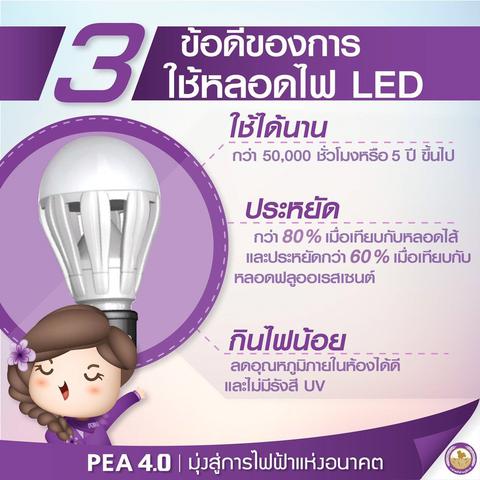 3 ข้อดีของการ
ใช้หลอดไฟ LED
ใช้ได้นาน
กว่า 50,000 ชั่วโมงหรือ 5 ปี ขึ้นไป
ประหยัด
กว่า 80% เมื่อเทียบกับหลอดไส้
และประหยัดกว่า 60% เมื่อเทียบกับ
หลอดฟลูออเรสเซนต์
กินไฟน้อย
ลดอุณหภูมิภายในห้องได้ดี
และไม่มีรังสี UV
PEA 4.0 | มุ่งสู่การไฟฟ้าแห่งอนาคต